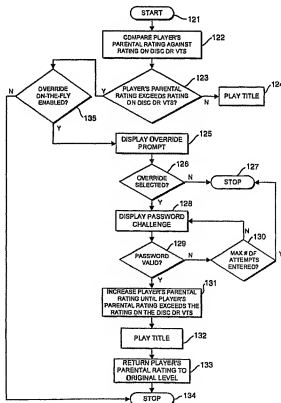 START
121
COMPARE PLAYER'S
PARENTAL RATING AGAINST
RATING ON DISC OR VTS
122
123
PLAYER'S PARENTAL
RATING EXCEEDS RATING
ON DISC OR VTS?
N
Y
124
PLAY TITLE
OVERRIDE
ON-THE-FLY
ENABLED?
135
N
Y
DISPLAY OVERRIDE
PROMPT
125
126
OVERRIDE
SELECTED?
N
Y
127
STOP
128
DISPLAY PASSWORD
CHALLENGE
129
PASSWORD
VALID?
N
Y
130
MAX # OF
ATTEMPTS
ENTERED?
N
Y
131
INCREASE PLAYER'S PARENTAL
RATING UNTIL PLAYER'S
PARENTAL RATING EXCEEDS THE
RATING ON THE DISC OR VTS
PLAY TITLE
132
RETURN PLAYER'S
PARENTAL RATING TO
ORIGINAL LEVEL
133
STOP
134